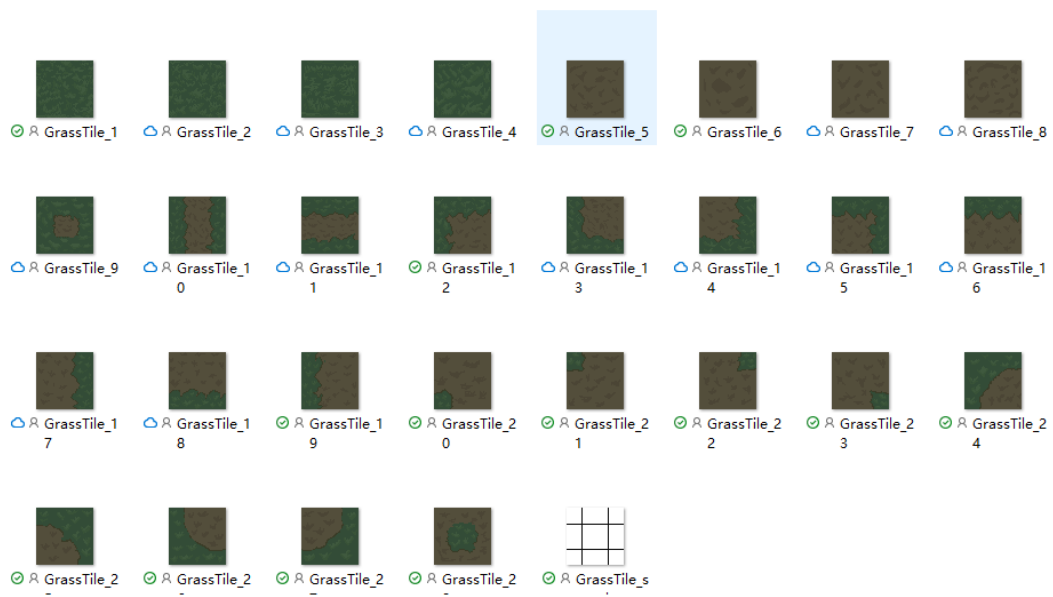 GrassTile_1
GrassTile_2
GrassTile_3
GrassTile_4
GrassTile_5
GrassTile_6
GrassTile_7
GrassTile_8
GrassTile_9
GrassTile_1
0
GrassTile_1
1
GrassTile_1
2
GrassTile_1
3
GrassTile_1
4
GrassTile_1
5
GrassTile_1
6
GrassTile_1
7
GrassTile_1
8
GrassTile_1
9
GrassTile_2
0
GrassTile_2
1
GrassTile_2
2
GrassTile_2
3
GrassTile_2
4
GrassTile_2
GrassTile_2
GrassTile_2
GrassTile_2
GrassTile_s